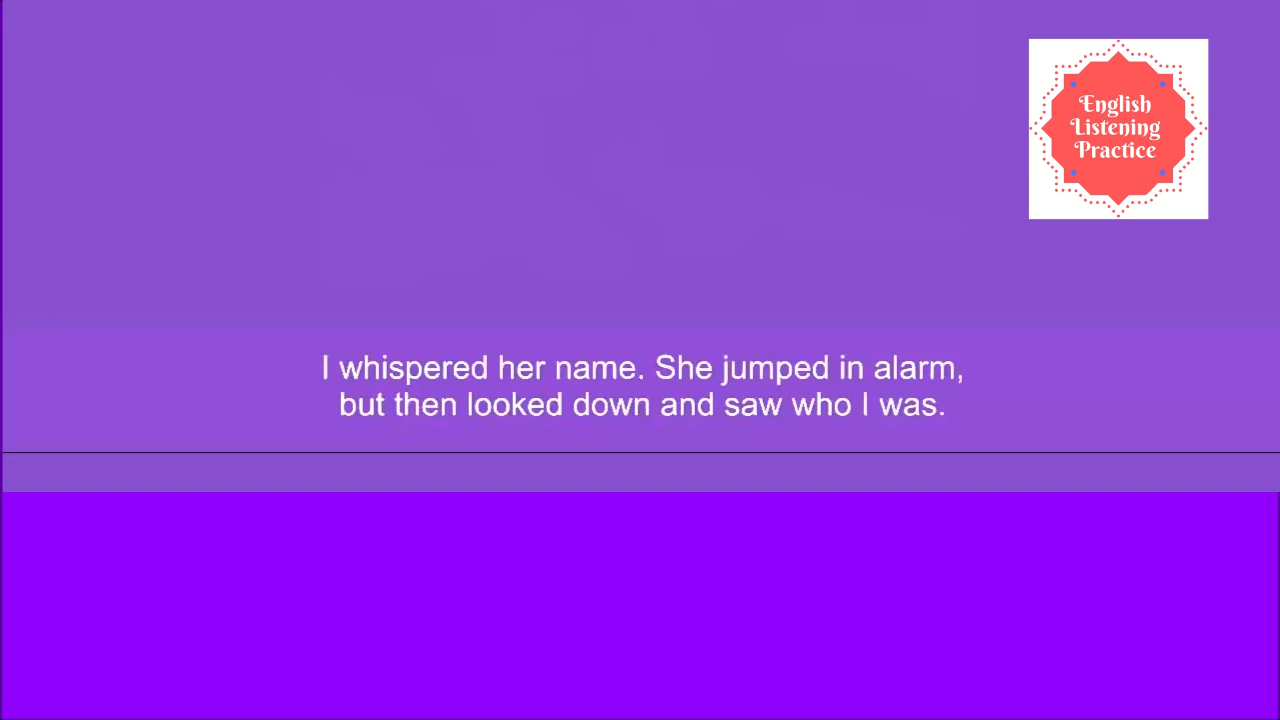 English
Listening
Practice
I whispered her name. She jumped in alarm,
but then looked down and saw who I was.